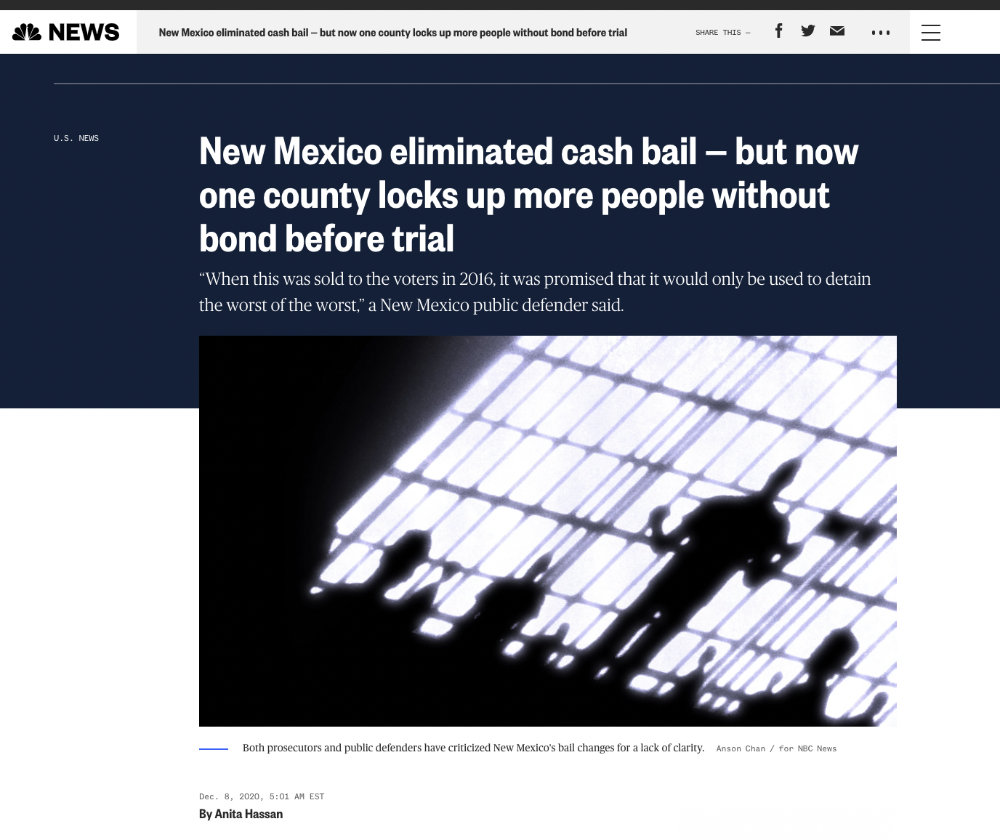 NEWS
New Mexico eliminated cash bail — but now one county locks up more people without bond before trial
SHARE THIS —
U.S. NEWS
New Mexico eliminated cash bail — but now
one county locks up more people without
bond before trial
“When this was sold to the voters in 2016, it was promised that it would only be used to detain
the worst of the worst,” a New Mexico public defender said.
Both prosecutors and public defenders have criticized New Mexico's bail changes for a lack of clarity. Anson Chan / for NBC News
Dec. 8, 2020, 5:01 AM EST
By Anita Hassan